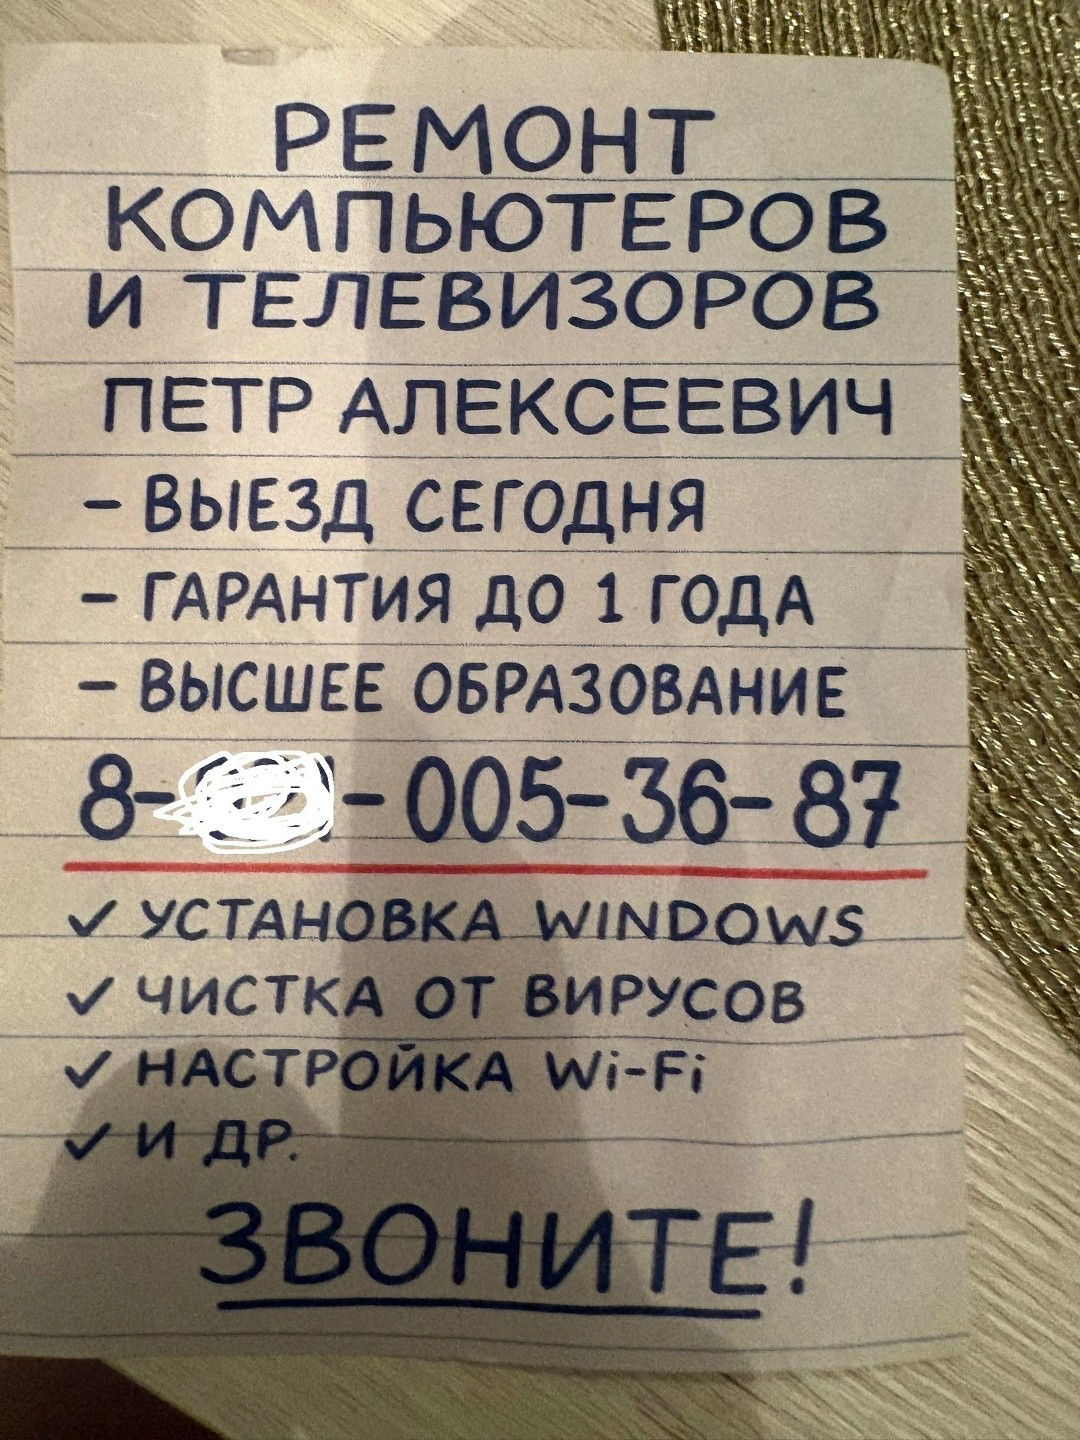 РЕМОНТ
КОМПЬЮТЕРОВ
И ТЕЛЕВИЗОРОВ
ПЕТР АЛЕКСЕЕВИЧ
- ВЫЕЗД СЕГОДНЯ
- ГАРАНТИЯ ДО 1 ГОДА
- ВЫСШЕЕ ОБРАЗОВАНИЕ
8- - 005-36-87
✓ УСТАНОВКА WINDOWS
✓ ЧИСТКА ОТ ВИРУСОВ
✓ НАСТРОЙКА Wi-Fi
✓ И ДР.
ЗВОНИТЕ!